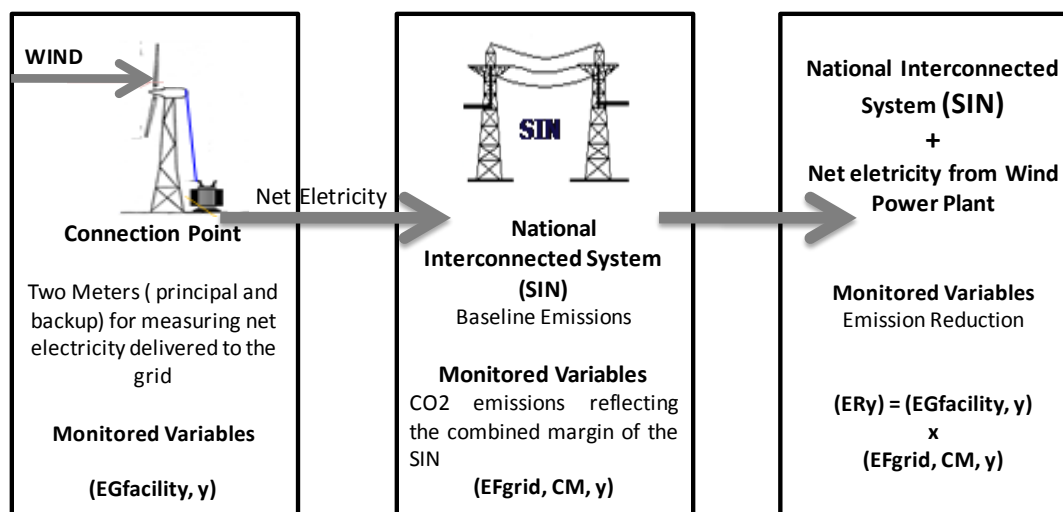 WIND
Connection Point
Two Meters ( principal and
backup) for measuring net
electricity delivered to the
grid
Monitored Variables
(EGfacility, y)
Net Eletricity
SIN
National
Interconnected System
(SIN)
Baseline Emissions
Monitored Variables
CO2 emissions reflecting
the combined margin of the
SIN
(EFgrid, CM, y)
National Interconnected
System (SIN)
+
Net eletricity from Wind
Power Plant
Monitored Variables
Emission Reduction
(ERy) = (EGfacility, y)
x
(EFgrid, CM, y)